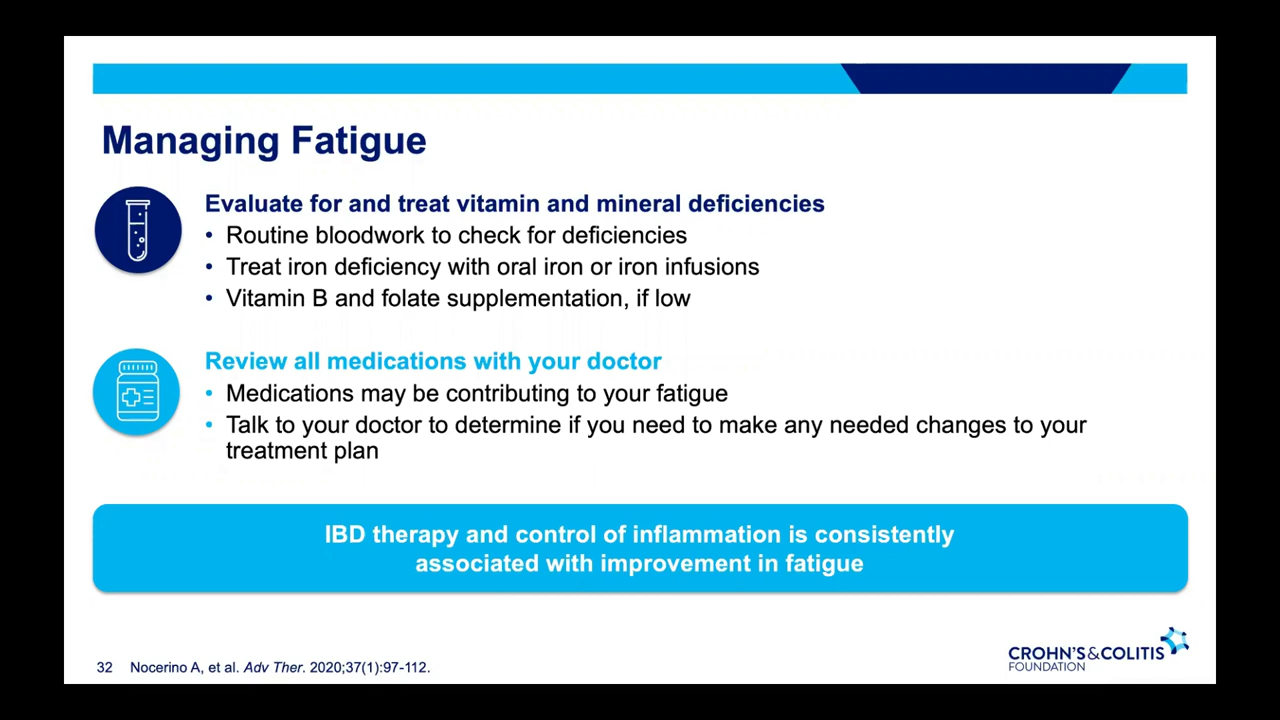 Managing Fatigue
Evaluate for and treat vitamin and mineral deficiencies
• Routine bloodwork to check for deficiencies
• Treat iron deficiency with oral iron or iron infusions
• Vitamin B and folate supplementation, if low
Review all medications with your doctor
• Medications may be contributing to your fatigue
• Talk to your doctor to determine if you need to make any needed changes to your
treatment plan
IBD therapy and control of inflammation is consistently
associated with improvement in fatigue
32 Nocerino A, et al. Adv Ther. 2020;37(1):97-112.
CROHN'S&COLITIS
FOUNDATION